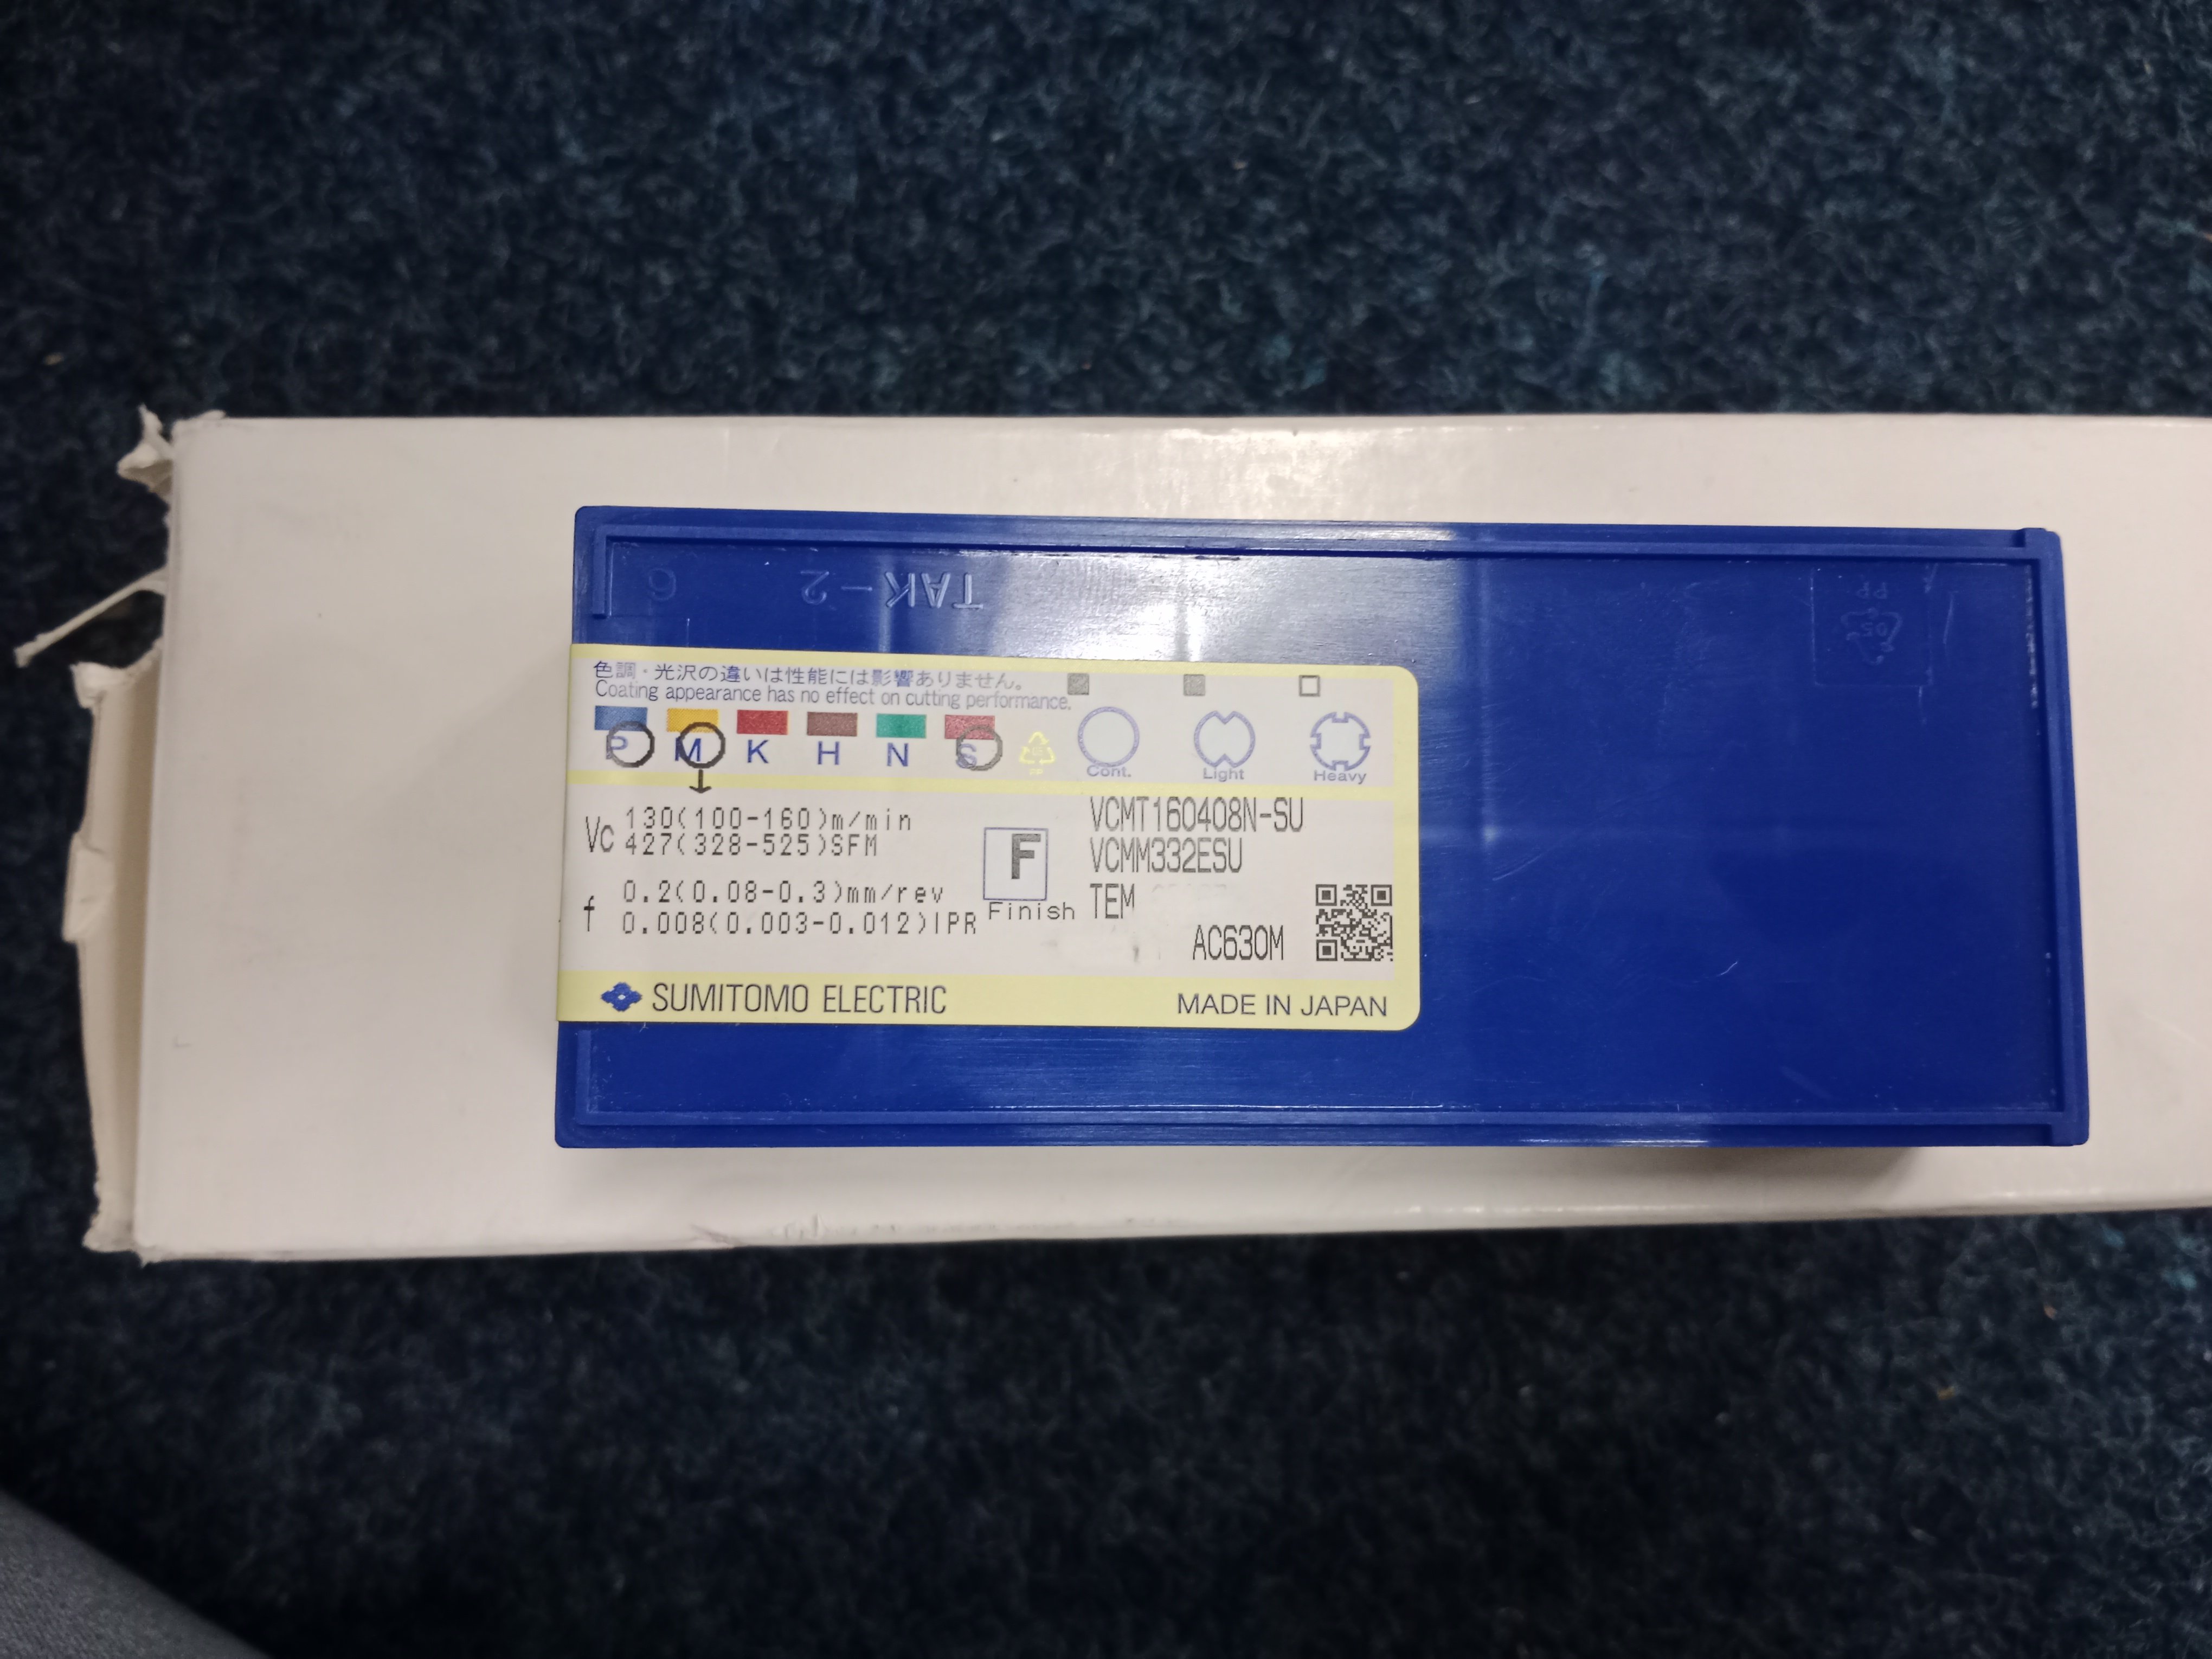 6 TAK-2
PP
色調・光沢の違いは性能には影響ありません。
Coating appearance has no effect on cutting performance.
P M K H N S
Cont. Light Heavy
Vc 130(100-160)m/min
427(328-525)SFM
f 0.2(0.08-0.3)mm/rev
0.008(0.003-0.012)IPR
F
Finish
VCMT160408N-SU
VCMM332ESU
TEM
AC630M
SUMITOMO ELECTRIC
MADE IN JAPAN